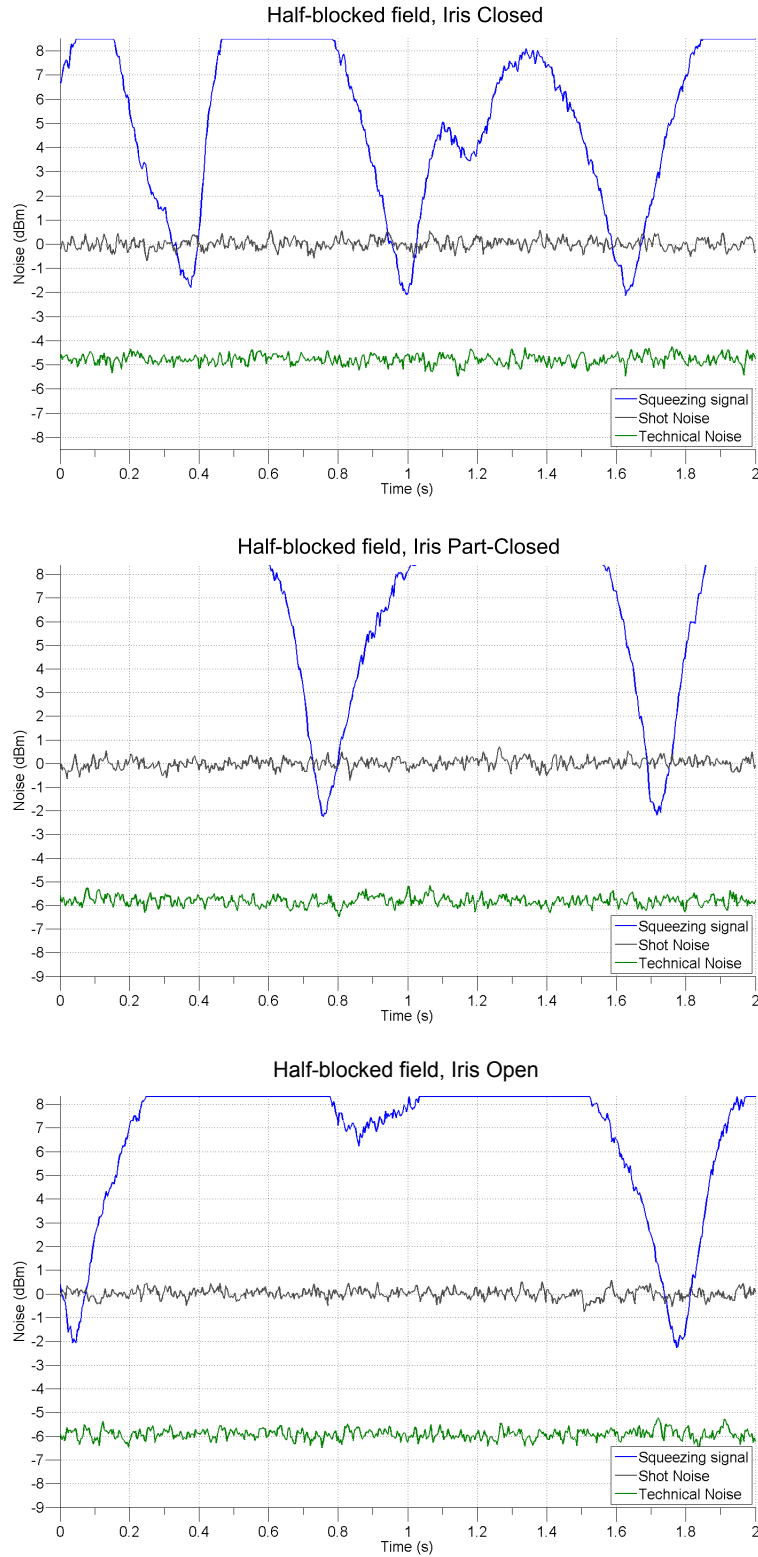 Half-blocked field, Iris Closed
8
7
6
5
4
3
2
1
0
-1
-2
-3
-4
-5
-6
-7
-8
Noise (dBm)
Squeezing signal
Shot Noise
Technical Noise
0 0.2 0.4 0.6 0.8 1 1.2 1.4 1.6 1.8 2
Time (s)
Half-blocked field, Iris Part-Closed
8
7
6
5
4
3
2
1
0
-1
-2
-3
-4
-5
-6
-7
-8
-9
Noise (dBm)
Squeezing signal
Shot Noise
Technical Noise
0 0.2 0.4 0.6 0.8 1 1.2 1.4 1.6 1.8 2
Time (s)
Half-blocked field, Iris Open
8
7
6
5
4
3
2
1
0
-1
-2
-3
-4
-5
-6
-7
-8
-9
Noise (dBm)
Squeezing signal
Shot Noise
Technical Noise
0 0.2 0.4 0.6 0.8 1 1.2 1.4 1.6 1.8 2
Time (s)